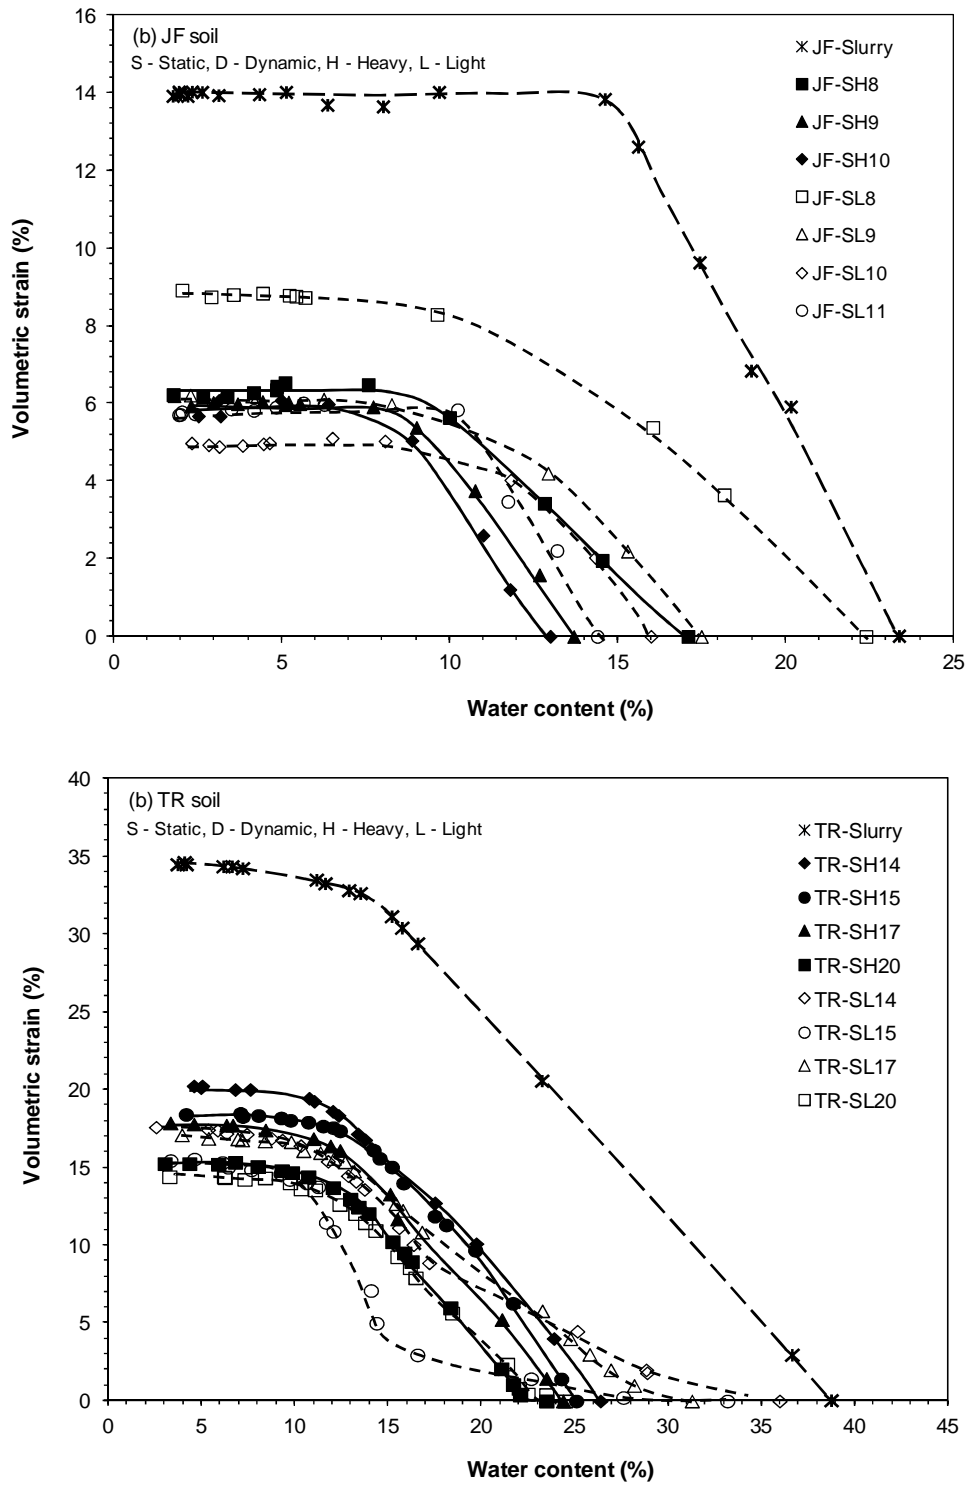 16
14
12
10
8
6
4
2
0
Volumetric strain (%)
(b) JF soil
S - Static, D - Dynamic, H - Heavy, L - Light
JF-Slurry
JF-SH8
JF-SH9
JF-SH10
JF-SL8
JF-SL9
JF-SL10
JF-SL11
0 5 10 15 20 25
Water content (%)
40
35
30
25
20
15
10
5
0
Volumetric strain (%)
(b) TR soil
S - Static, D - Dynamic, H - Heavy, L - Light
TR-Slurry
TR-SH14
TR-SH15
TR-SH17
TR-SH20
TR-SL14
TR-SL15
TR-SL17
TR-SL20
0 5 10 15 20 25 30 35 40 45
Water content (%)